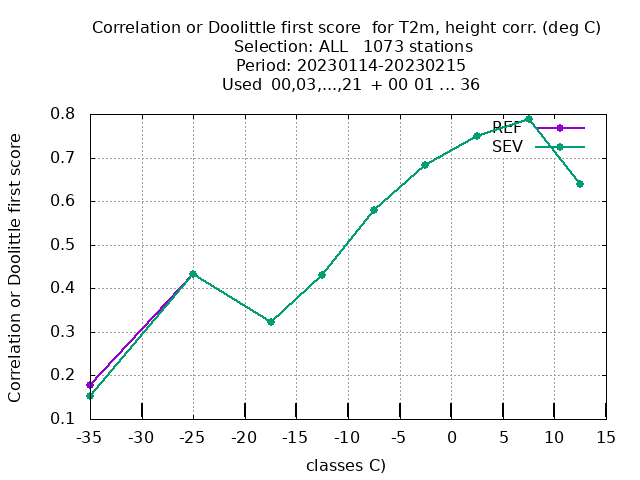 Correlation or Doolittle first score  for T2m, height corr. (deg C)
Selection: ALL   1073 stations
Period: 20230114-20230215
Used  00,03,...,21  + 00 01 ... 36
Correlation or Doolittle first score
0.8
0.7
0.6
0.5
0.4
0.3
0.2
0.1
REF
SEV
-35 -30 -25 -20 -15 -10 -5 0 5 10 15
classes C)